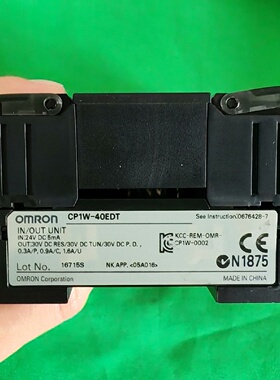 OMRON CP1W-40EDT See Instruction.0676428-7
IN/OUT UNIT
IN:24V DC 5mA
OUT:30V DC RES/30V DC TUN/30V DC P.D.,
0.3A/P, 0.9A/C, 1.6A/U
KCC-REM-OMR-
CP1W-0002
Lot No. 16715S NK APP. <05A016>
OMRON Corporation MADE IN CHINA
CE
N1875